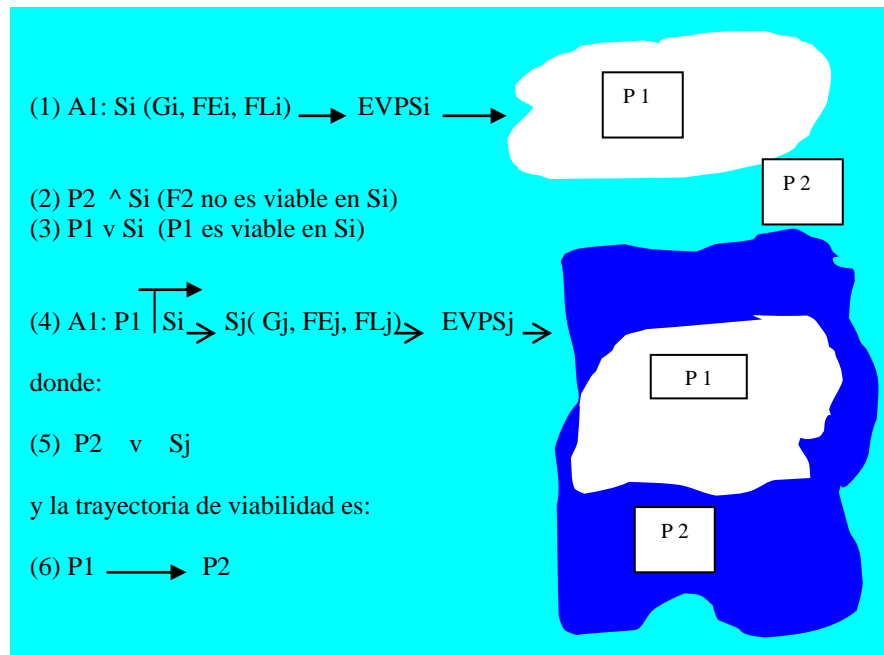 (1) A1: Si (Gi, FEi, FLi) → EVPSi →
P 1
P 2
(2) P2 ^ Si (F2 no es viable en Si)
(3) P1 v Si (P1 es viable en Si)
(4) A1: P1 | Si → Sj( Gj, FEj, FLj) → EVPSj →
P 1
donde:
(5) P2 v Sj
y la trayectoria de viabilidad es:
P 2
(6) P1 → P2